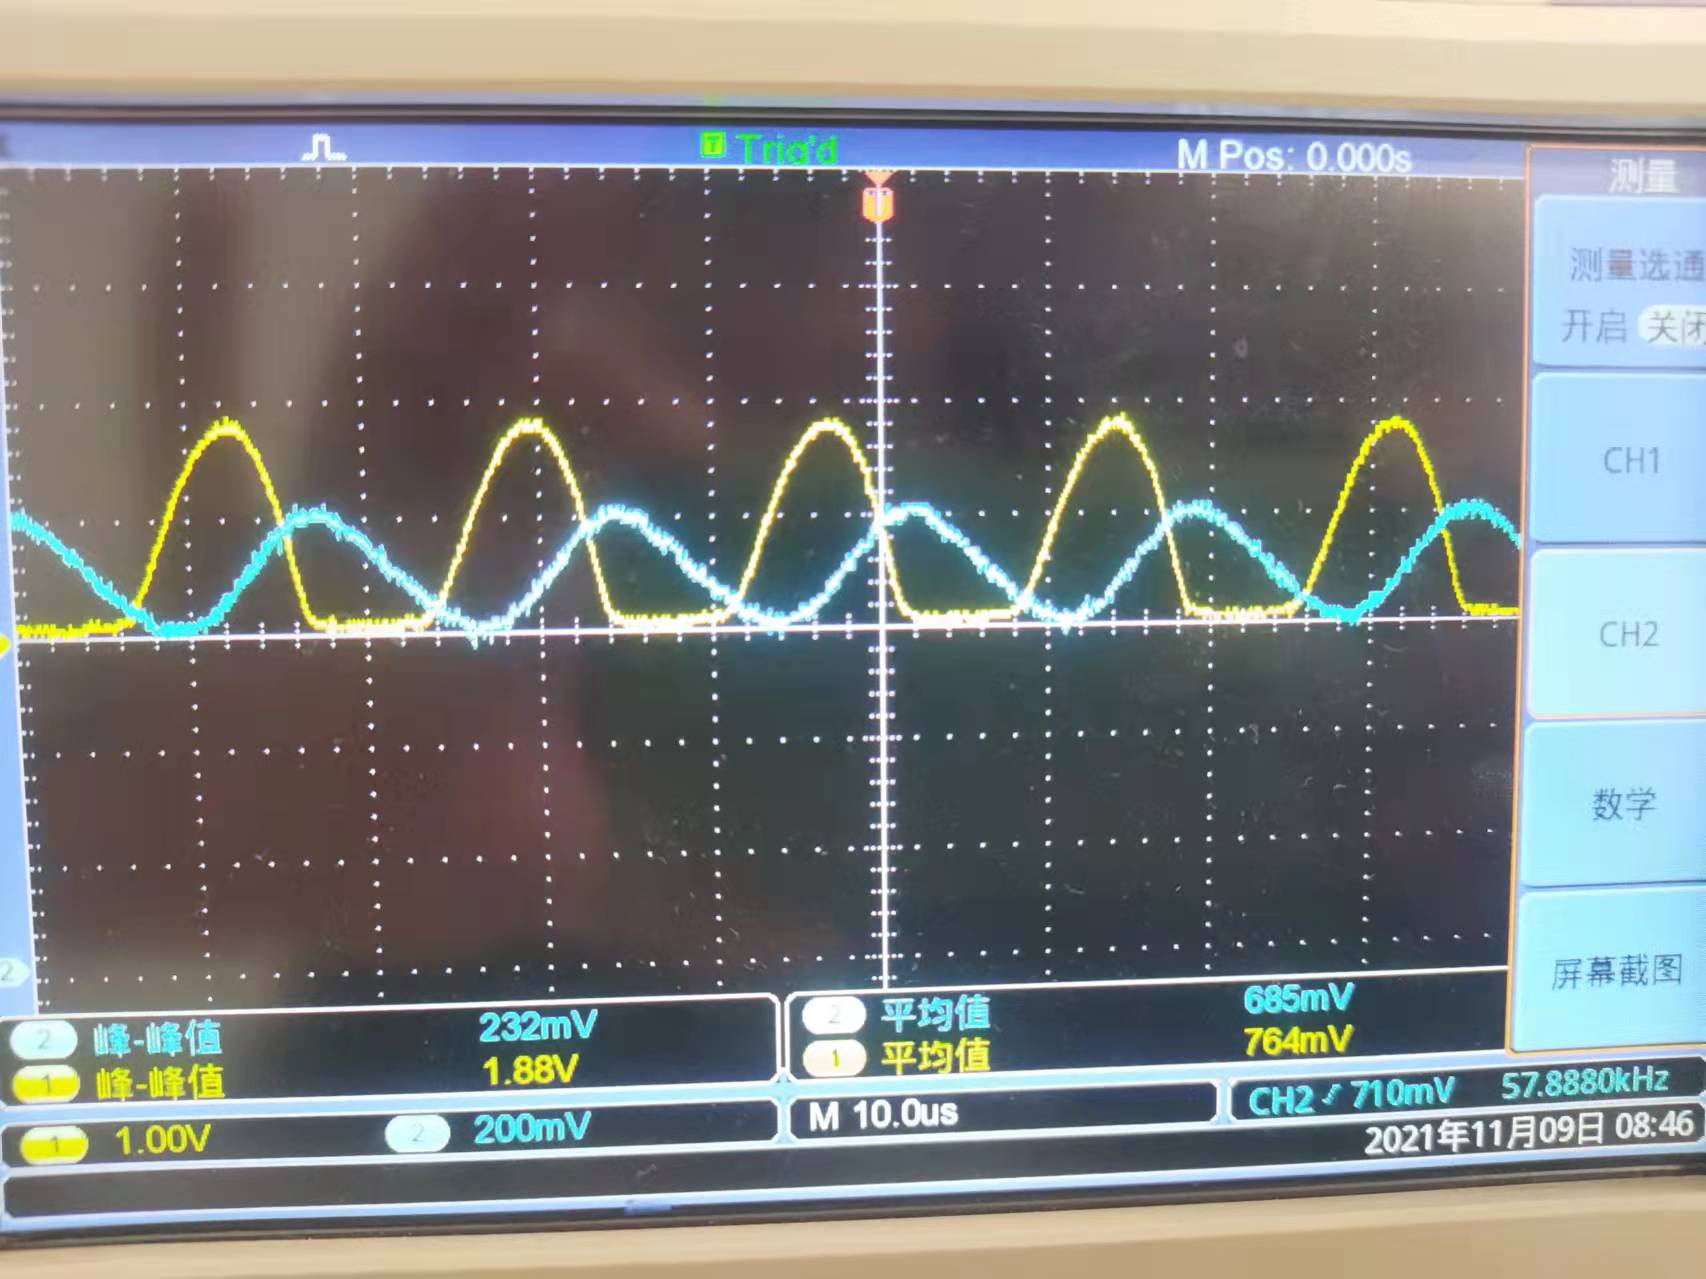 T Trig'd M Pos: 0.000s
T
测量
测量选通
开启 关闭
CH1
CH2
数学
屏幕截图
2
2 峰-峰值 232mV
1 峰-峰值 1.88V
2 平均值 685mV
1 平均值 764mV
1 1.00V 2 200mV
M 10.0us
CH2 710mV 57.8880kHz
2021年11月09日 08:46